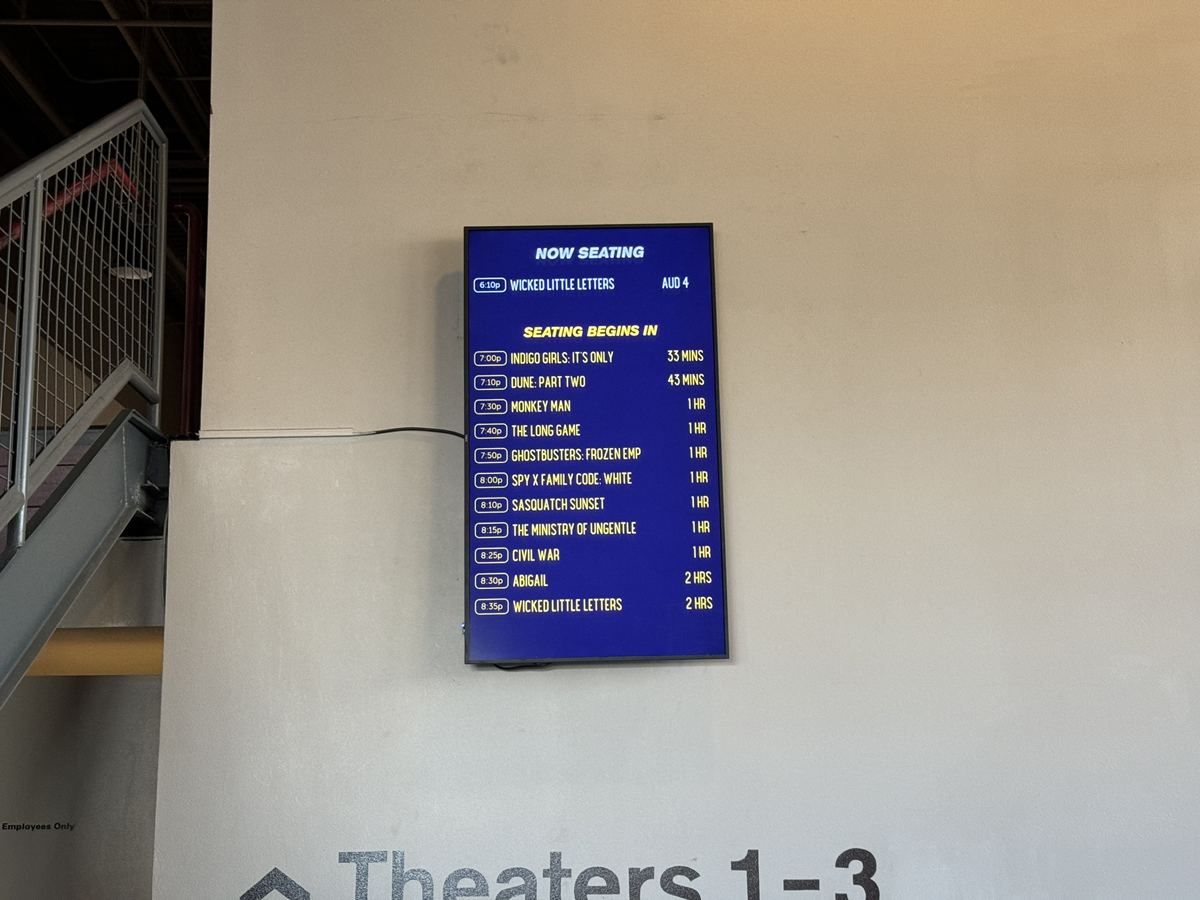 NOW SEATING
6:10p WICKED LITTLE LETTERS AUD 4
SEATING BEGINS IN
7:00p INDIGO GIRLS: IT'S ONLY 33 MINS
7:10p DUNE: PART TWO 43 MINS
7:30p MONKEY MAN 1 HR
7:40p THE LONG GAME 1 HR
7:50p GHOSTBUSTERS: FROZEN EMP 1 HR
8:00p SPY X FAMILY CODE: WHITE 1 HR
8:10p SASQUATCH SUNSET 1 HR
8:15p THE MINISTRY OF UNGENTLE 1 HR
8:25p CIVIL WAR 1 HR
8:30p ABIGAIL 2 HRS
8:35p WICKED LITTLE LETTERS 2 HRS
Employees Only
Theaters 1-3